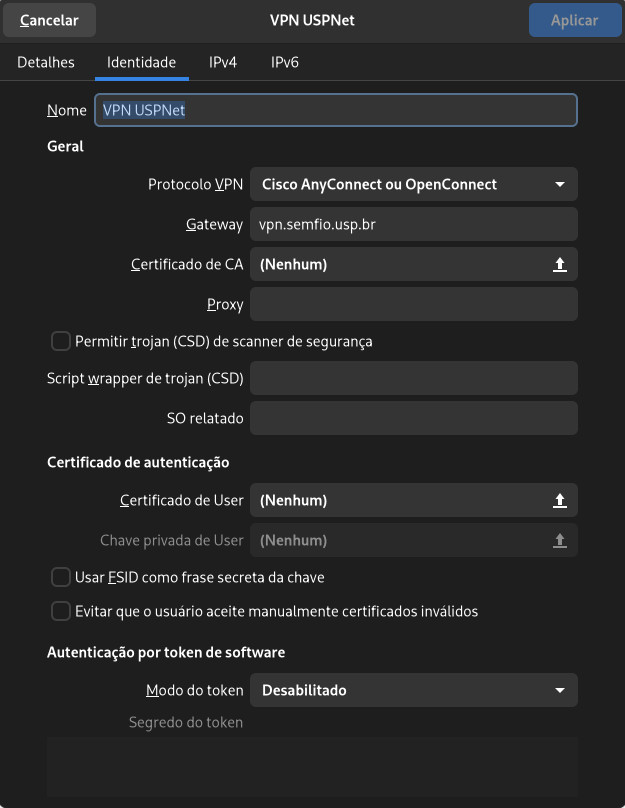 Cancelar VPN USPNet Aplicar
Detalhes Identidade IPv4 IPv6
Nome VPN USPNet
Geral
Protocolo VPN Cisco AnyConnect ou OpenConnect
Gateway vpn.semfio.usp.br
Certificado de CA (Nenhum)
Proxy
Permitir trojan (CSD) de scanner de segurança
Script wrapper de trojan (CSD)
SO relatado
Certificado de autenticação
Certificado de User (Nenhum)
Chave privada de User (Nenhum)
Usar FSID como frase secreta da chave
Evitar que o usuário aceite manualmente certificados inválidos
Autenticação por token de software
Modo do token Desabilitado
Segredo do token